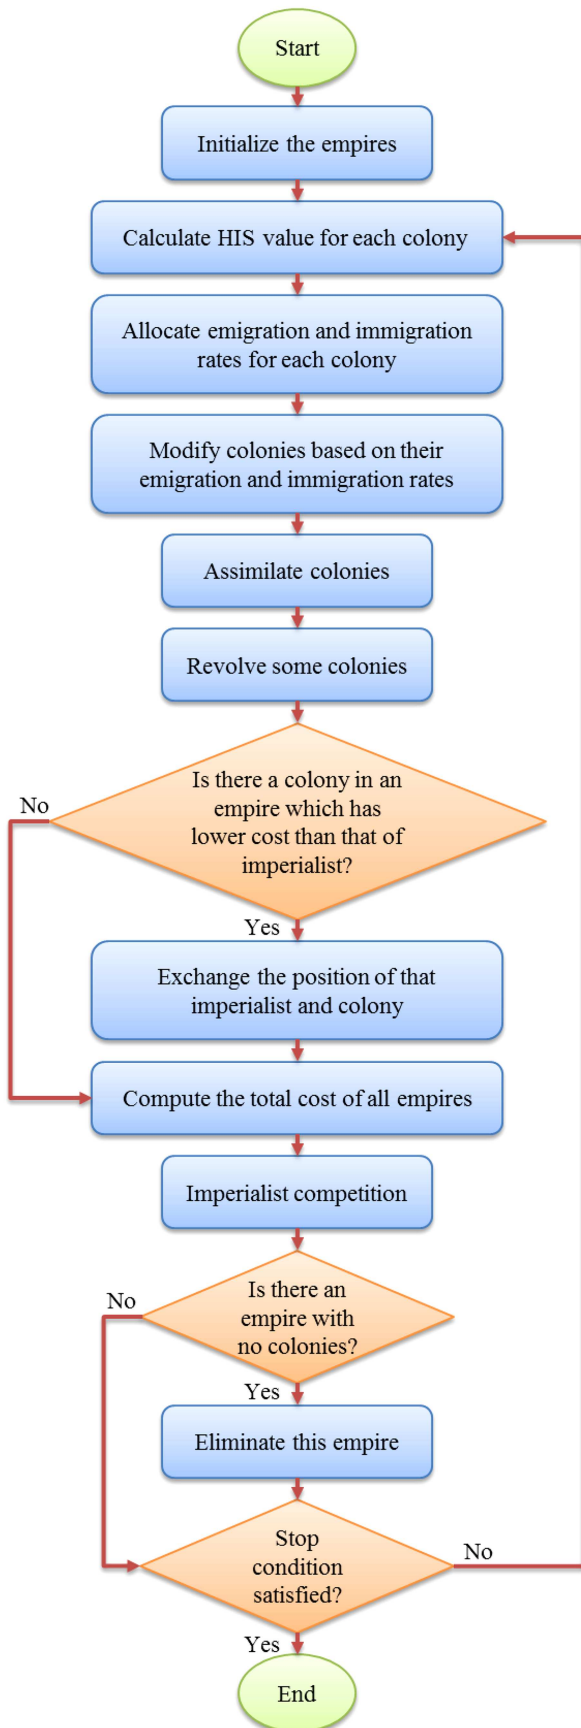 Start
Initialize the empires
Calculate HIS value for each colony
Allocate emigration and immigration
rates for each colony
Modify colonies based on their
emigration and immigration rates
Assimilate colonies
Revolve some colonies
Is there a colony in an
empire which has
lower cost than that of
imperialist?
No
Yes
Exchange the position of that
imperialist and colony
Compute the total cost of all empires
Imperialist competition
Is there an
empire with
no colonies?
No
Yes
Eliminate this empire
Stop
condition
satisfied?
No
Yes
End